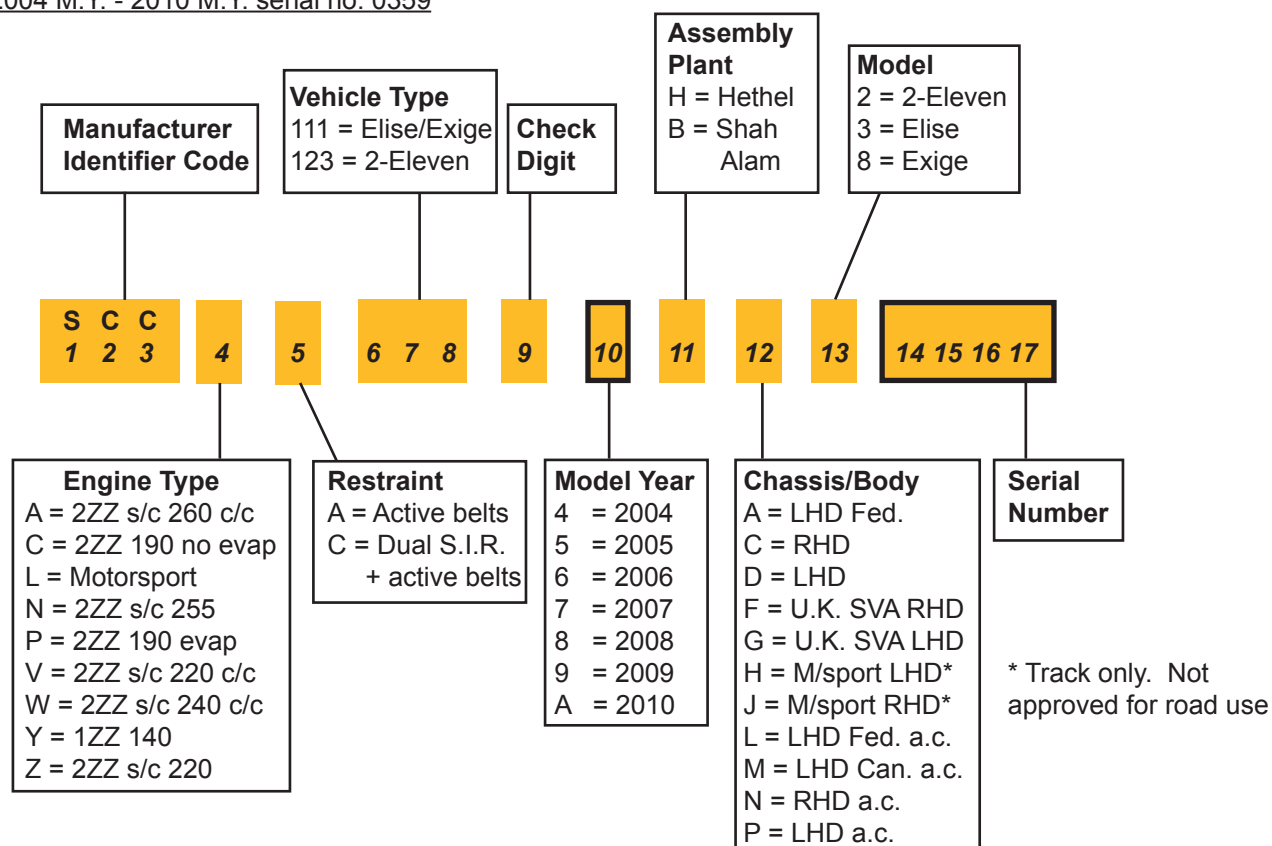 2004 M.Y. - 2010 M.Y. serial no. 0359
Manufacturer
Identifier Code
Vehicle Type
111 = Elise/Exige
123 = 2-Eleven
Check
Digit
Assembly
Plant
H = Hethel
B = Shah
Alam
Model
2 = 2-Eleven
3 = Elise
8 = Exige
S C C
1 2 3 4 5 6 7 8 9 10 11 12 13 14 15 16 17
Engine Type
A = 2ZZ s/c 260 c/c
C = 2ZZ 190 no evap
L = Motorsport
N = 2ZZ s/c 255
P = 2ZZ 190 evap
V = 2ZZ s/c 220 c/c
W = 2ZZ s/c 240 c/c
Y = 1ZZ 140
Z = 2ZZ s/c 220
Restraint
A = Active belts
C = Dual S.I.R.
+ active belts
Model Year
4 = 2004
5 = 2005
6 = 2006
7 = 2007
8 = 2008
9 = 2009
A = 2010
Chassis/Body
A = LHD Fed.
C = RHD
D = LHD
F = U.K. SVA RHD
G = U.K. SVA LHD
H = M/sport LHD*
J = M/sport RHD*
L = LHD Fed. a.c.
M = LHD Can. a.c.
N = RHD a.c.
P = LHD a.c.
Serial
Number
* Track only. Not
approved for road use